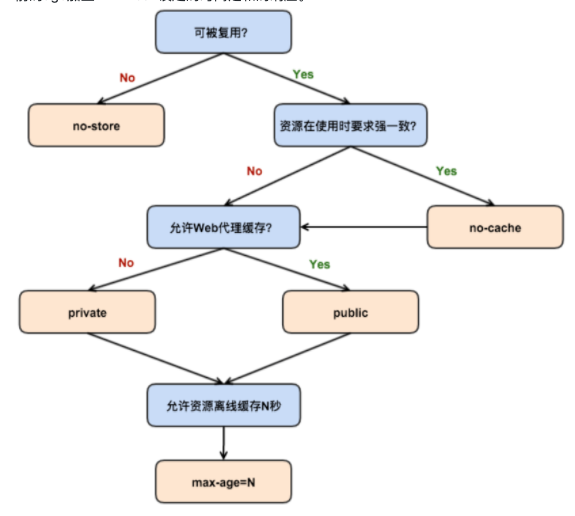 可被复用?
No
Yes
no-store
资源在使用时要求强一致?
No
Yes
允许Web代理缓存?
no-cache
No
Yes
private
public
允许资源离线缓存N秒
max-age=N